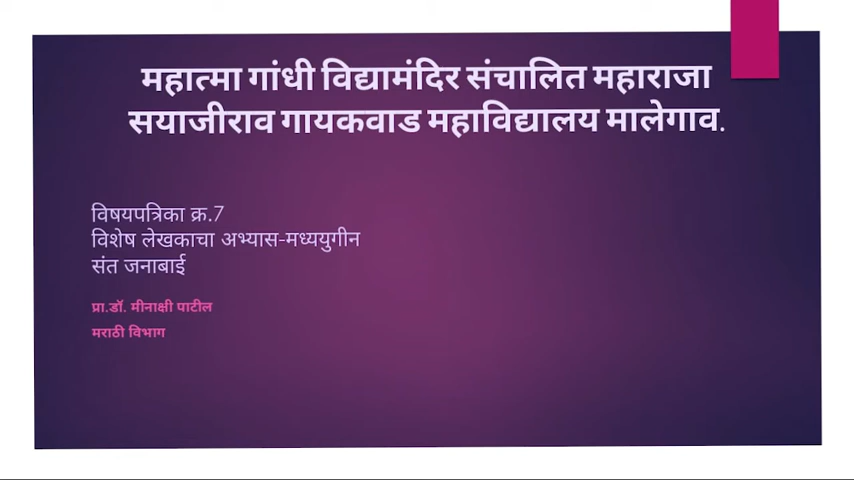 महात्मा गांधी विद्यामंदिर संचालित महाराजा
सयाजीराव गायकवाड महाविद्यालय मालेगाव.
विषयपत्रिका क्र.7
विशेष लेखकाचा अभ्यास-मध्ययुगीन
संत जनाबाई
प्रा.डॉ. मीनाक्षी पाटील
मराठी विभाग